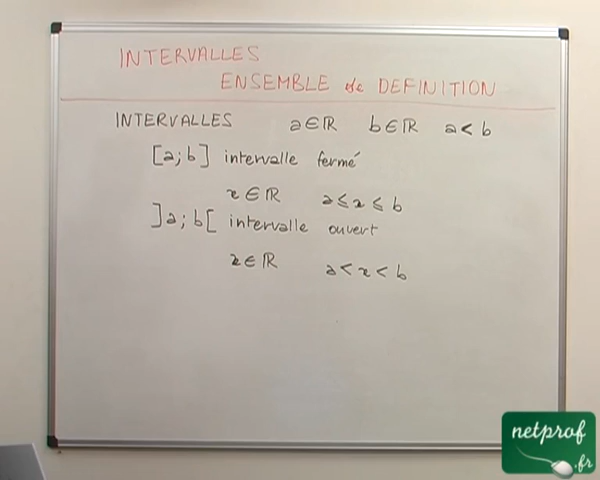 INTERVALLES
ENSEMBLE de DEFINITION
INTERVALLES a∈ℝ b∈ℝ a<b
[a;b] intervalle fermé
x∈ℝ a≤x≤b
]a;b[ intervalle ouvert
x∈ℝ a<x<b
netprof
.fr